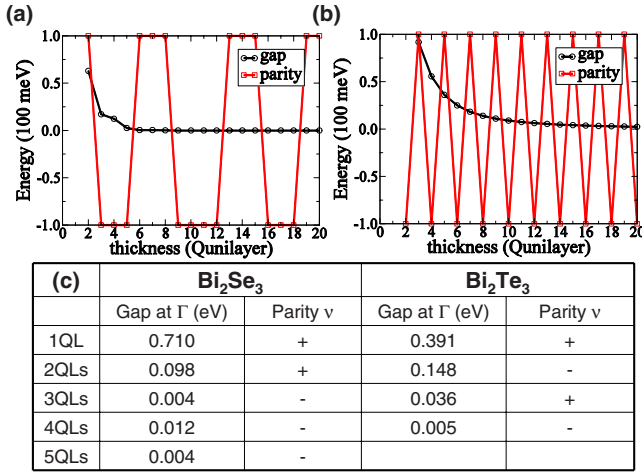 (a)
1.0
0.5
0.0
-0.5
-1.0
Energy (100 meV)
gap
parity
0 2 4 6 8 10 12 14 16 18 20
thickness (Qunilayer)
(b)
1.0
0.5
0.0
-0.5
-1.0
Energy (100 meV)
gap
parity
0 2 4 6 8 10 12 14 16 18 20
thickness (Qunilayer)
(c) Bi2Se3 Bi2Te3
Gap at Γ (eV) Parity ν Gap at Γ (eV) Parity ν
1QL 0.710 + 0.391 +
2QLs 0.098 + 0.148 -
3QLs 0.004 - 0.036 +
4QLs 0.012 - 0.005 -
5QLs 0.004 -